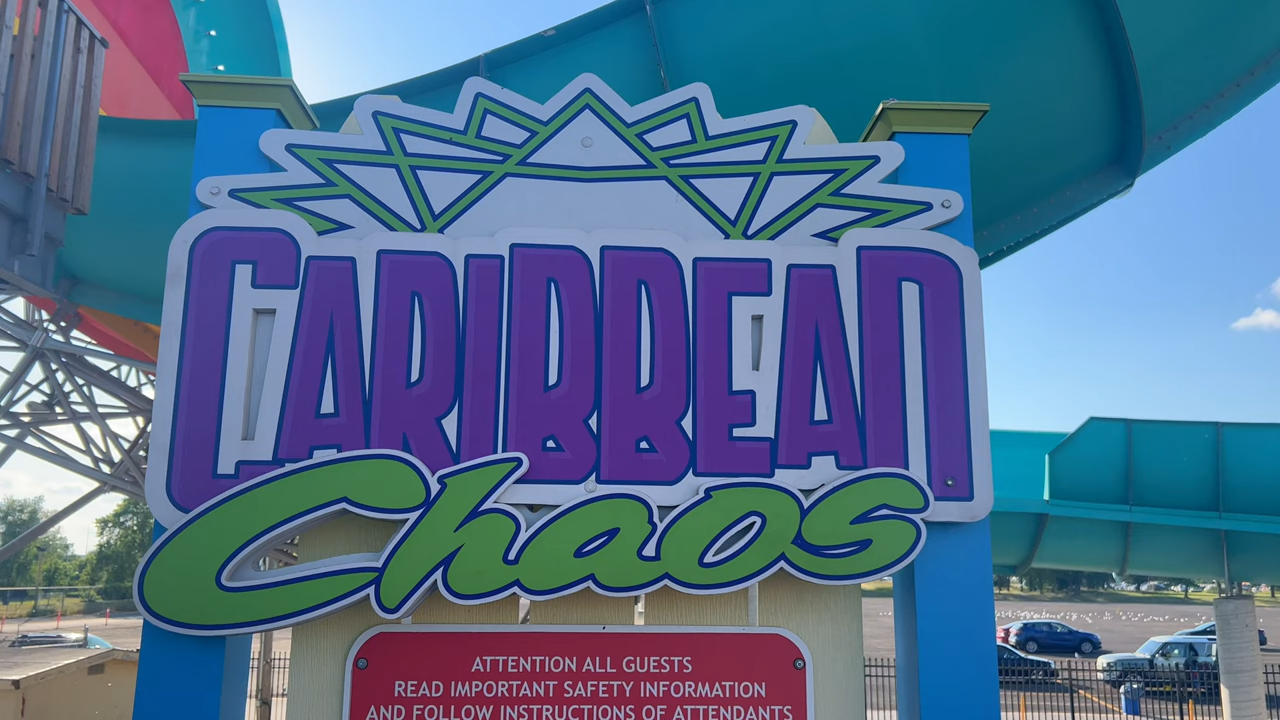 CARIBBEAN
Chaos
ATTENTION ALL GUESTS
READ IMPORTANT SAFETY INFORMATION
AND FOLLOW INSTRUCTIONS OF ATTENDANTS